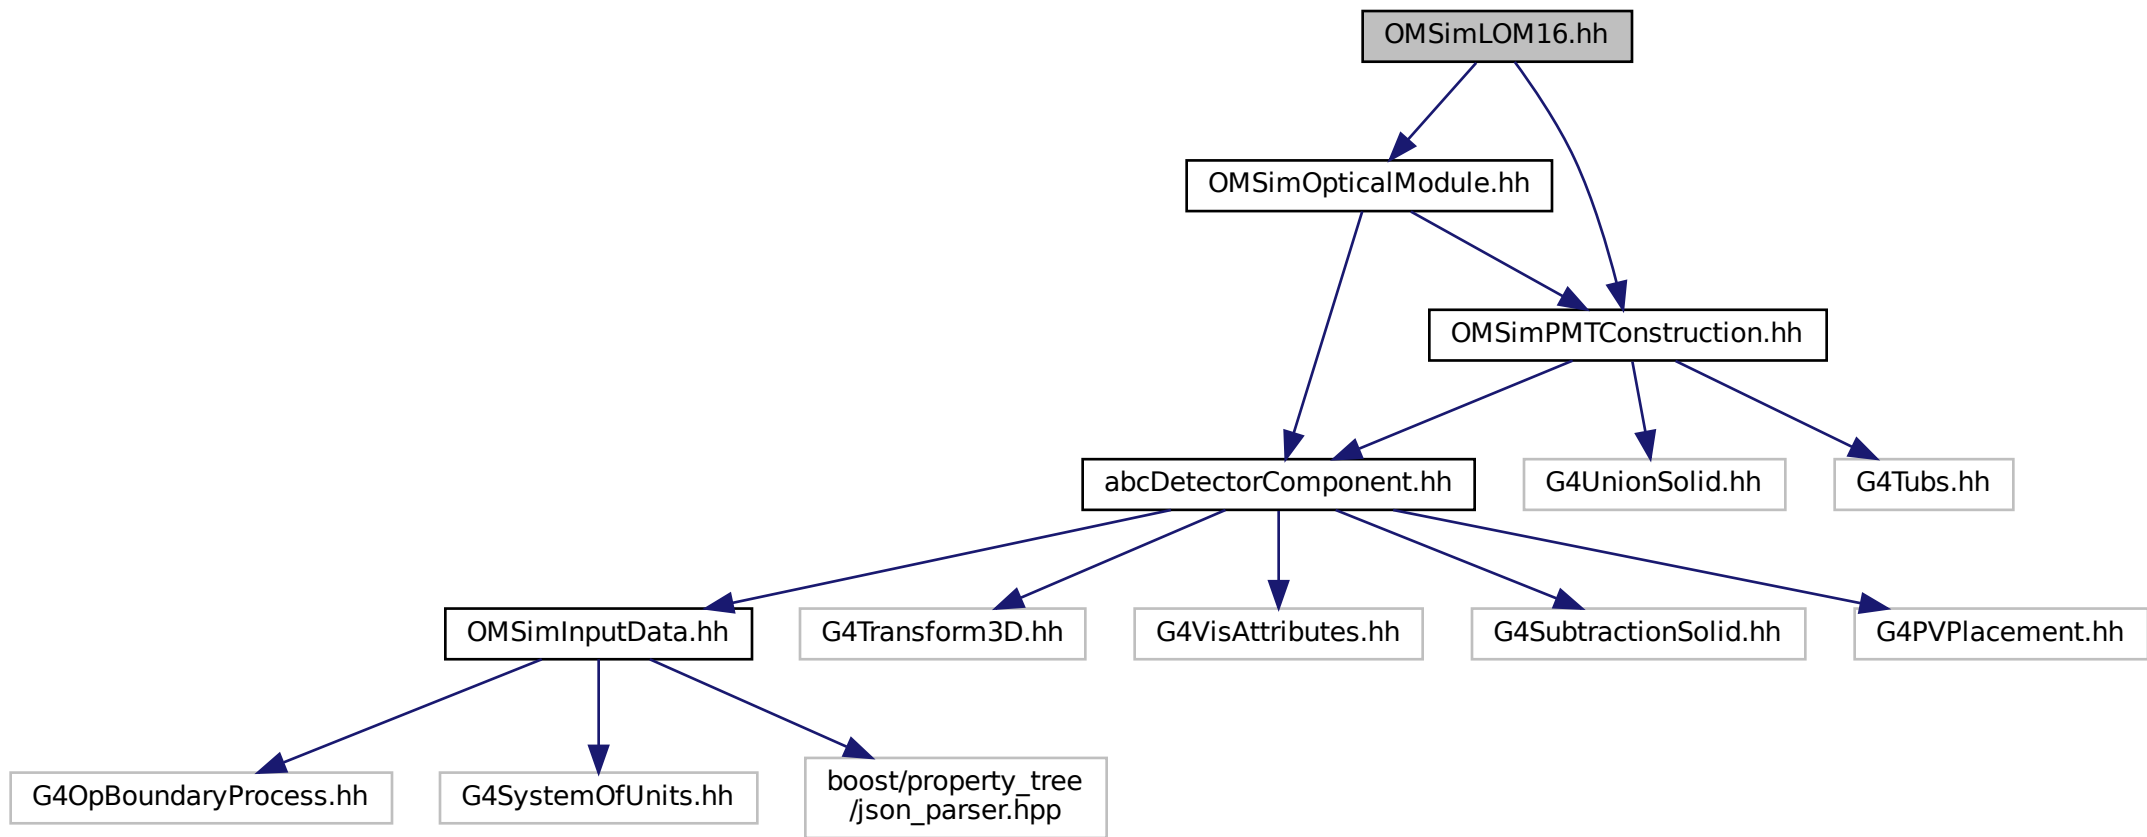 OMSimLOM16.hh
OMSimOpticalModule.hh
OMSimPMTConstruction.hh
abcDetectorComponent.hh
G4UnionSolid.hh
G4Tubs.hh
OMSimInputData.hh
G4Transform3D.hh
G4VisAttributes.hh
G4SubtractionSolid.hh
G4PVPlacement.hh
G4OpBoundaryProcess.hh
G4SystemOfUnits.hh
boost/property_tree
/json_parser.hpp